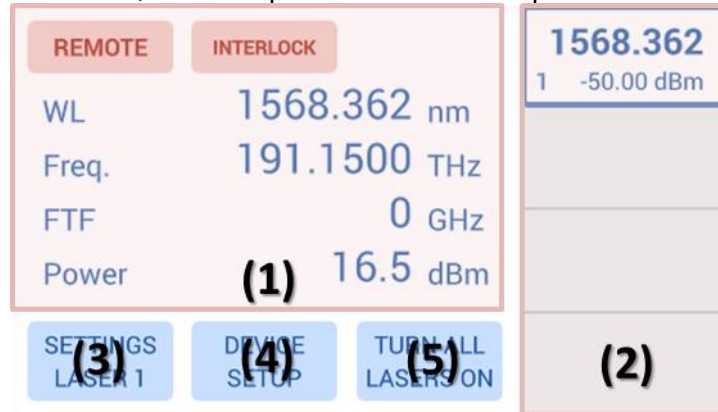 REMOTE INTERLOCK
WL 1568.362 nm
Freq. 191.1500 THz
FTF 0 GHz
Power 16.5 dBm
(1)
SETTINGS LASER 1
(3)
DEVICE SETUP
(4)
TURN ALL LASERS ON
(5)
1568.362
1 -50.00 dBm
(2)